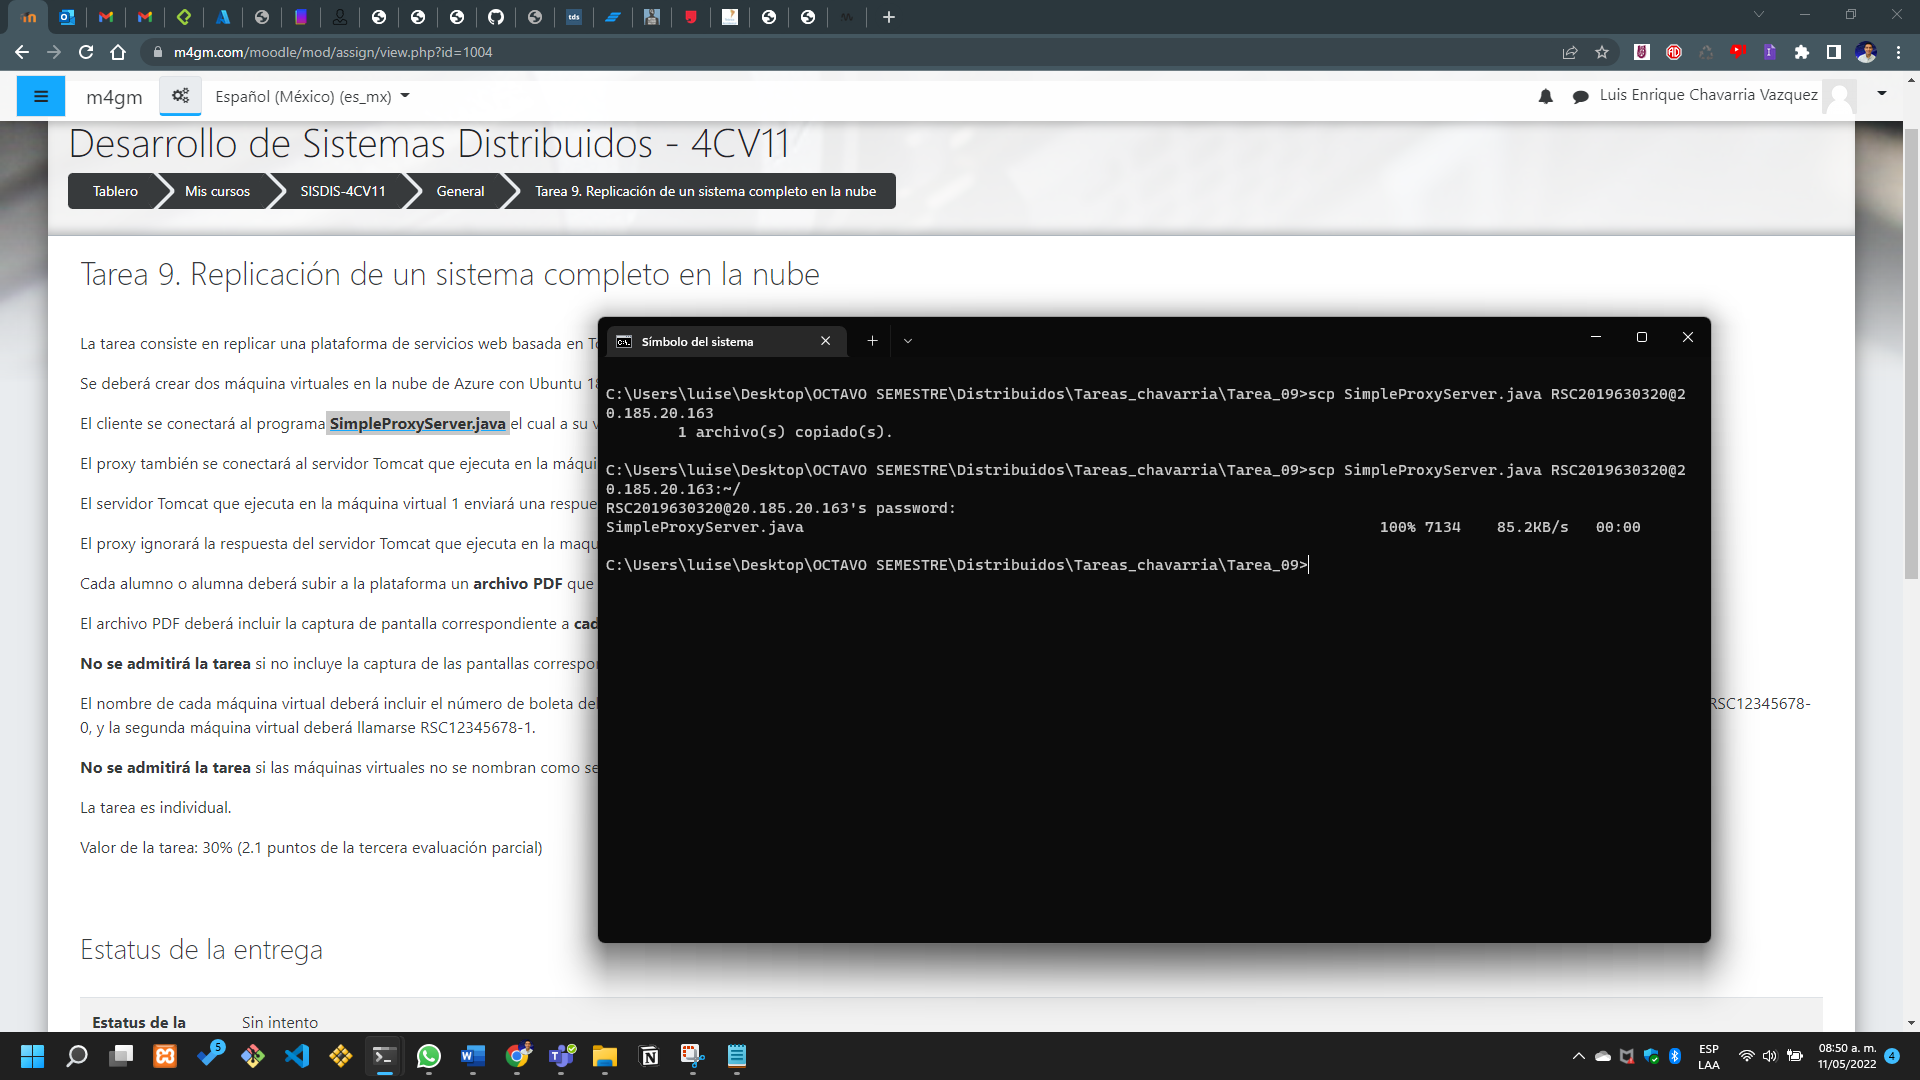 m4gm.com/moodle/mod/assign/view.php?id=1004
m4gm
Español (México) (es_mx)
Luis Enrique Chavarria Vazquez
Desarrollo de Sistemas Distribuidos - 4CV11
Tablero
Mis cursos
SISDIS-4CV11
General
Tarea 9. Replicación de un sistema completo en la nube
Tarea 9. Replicación de un sistema completo en la nube
La tarea consiste en replicar una plataforma de servicios web basada en
Se deberá crear dos máquina virtuales en la nube de Azure con Ubuntu
El cliente se conectará al programa SimpleProxyServer.java el cual a su
El proxy también se conectará al servidor Tomcat que ejecuta en la
El servidor Tomcat que ejecuta en la máquina virtual 1 enviará una
El proxy ignorará la respuesta del servidor Tomcat que ejecuta en la
Cada alumno o alumna deberá subir a la plataforma un archivo PDF que
El archivo PDF deberá incluir la captura de pantalla correspondiente a
No se admitirá la tarea si no incluye la captura de las pantallas
El nombre de cada máquina virtual deberá incluir el número de boleta
RSC12345678-
0, y la segunda máquina virtual deberá llamarse RSC12345678-1.
No se admitirá la tarea si las máquinas virtuales no se nombran como
La tarea es individual.
Valor de la tarea: 30% (2.1 puntos de la tercera evaluación parcial)
Estatus de la entrega
Estatus de la
Sin intento
Símbolo del sistema
C:\Users\luise\Desktop\OCTAVO SEMESTRE\Distribuidos\Tareas_chavarria\Tarea_09>scp SimpleProxyServer.java RSC2019630320@2
0.185.20.163
1 archivo(s) copiado(s).
C:\Users\luise\Desktop\OCTAVO SEMESTRE\Distribuidos\Tareas_chavarria\Tarea_09>scp SimpleProxyServer.java RSC2019630320@2
0.185.20.163:~/
RSC2019630320@20.185.20.163's password:
SimpleProxyServer.java 100% 7134 85.2KB/s 00:00
C:\Users\luise\Desktop\OCTAVO SEMESTRE\Distribuidos\Tareas_chavarria\Tarea_09>
5
ESP
LAA
08:50 a. m.
11/05/2022
4